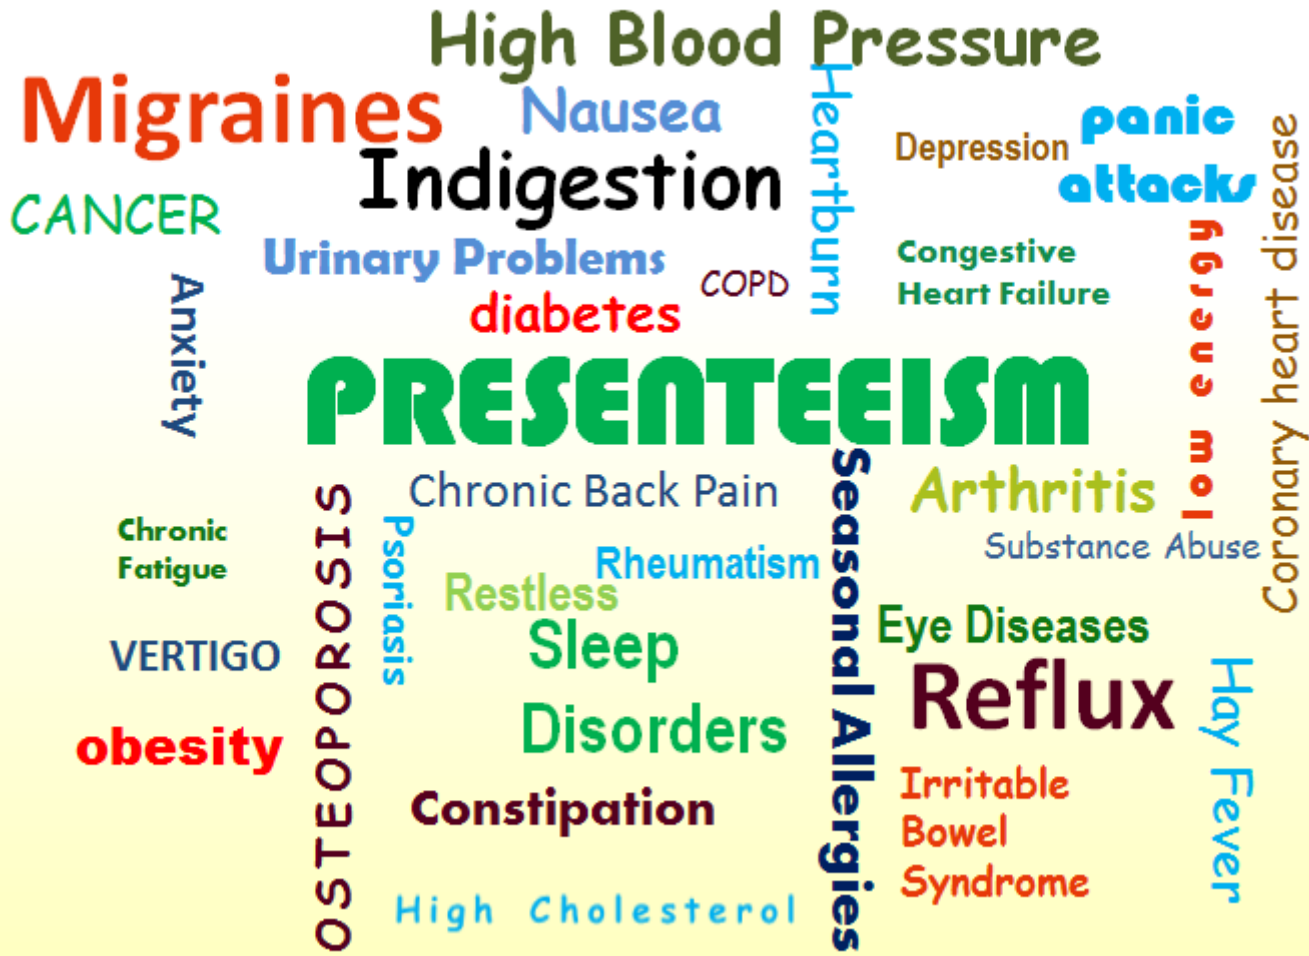 High Blood Pressure
Migraines
Nausea
Heartburn
panic
attacks
Depression
Coronary heart disease
Indigestion
CANCER
Urinary Problems
COPD
Congestive
Heart Failure
low energy
Anxiety
diabetes
PRESENTEEISM
Chronic Back Pain
Seasonal Allergies
Arthritis
OSTEOPOROSIS
Psoriasis
Chronic
Fatigue
Rheumatism
Substance Abuse
Restless
Sleep
Disorders
Eye Diseases
VERTIGO
Reflux
Hay Fever
obesity
Constipation
Irritable
Bowel
Syndrome
High Cholesterol